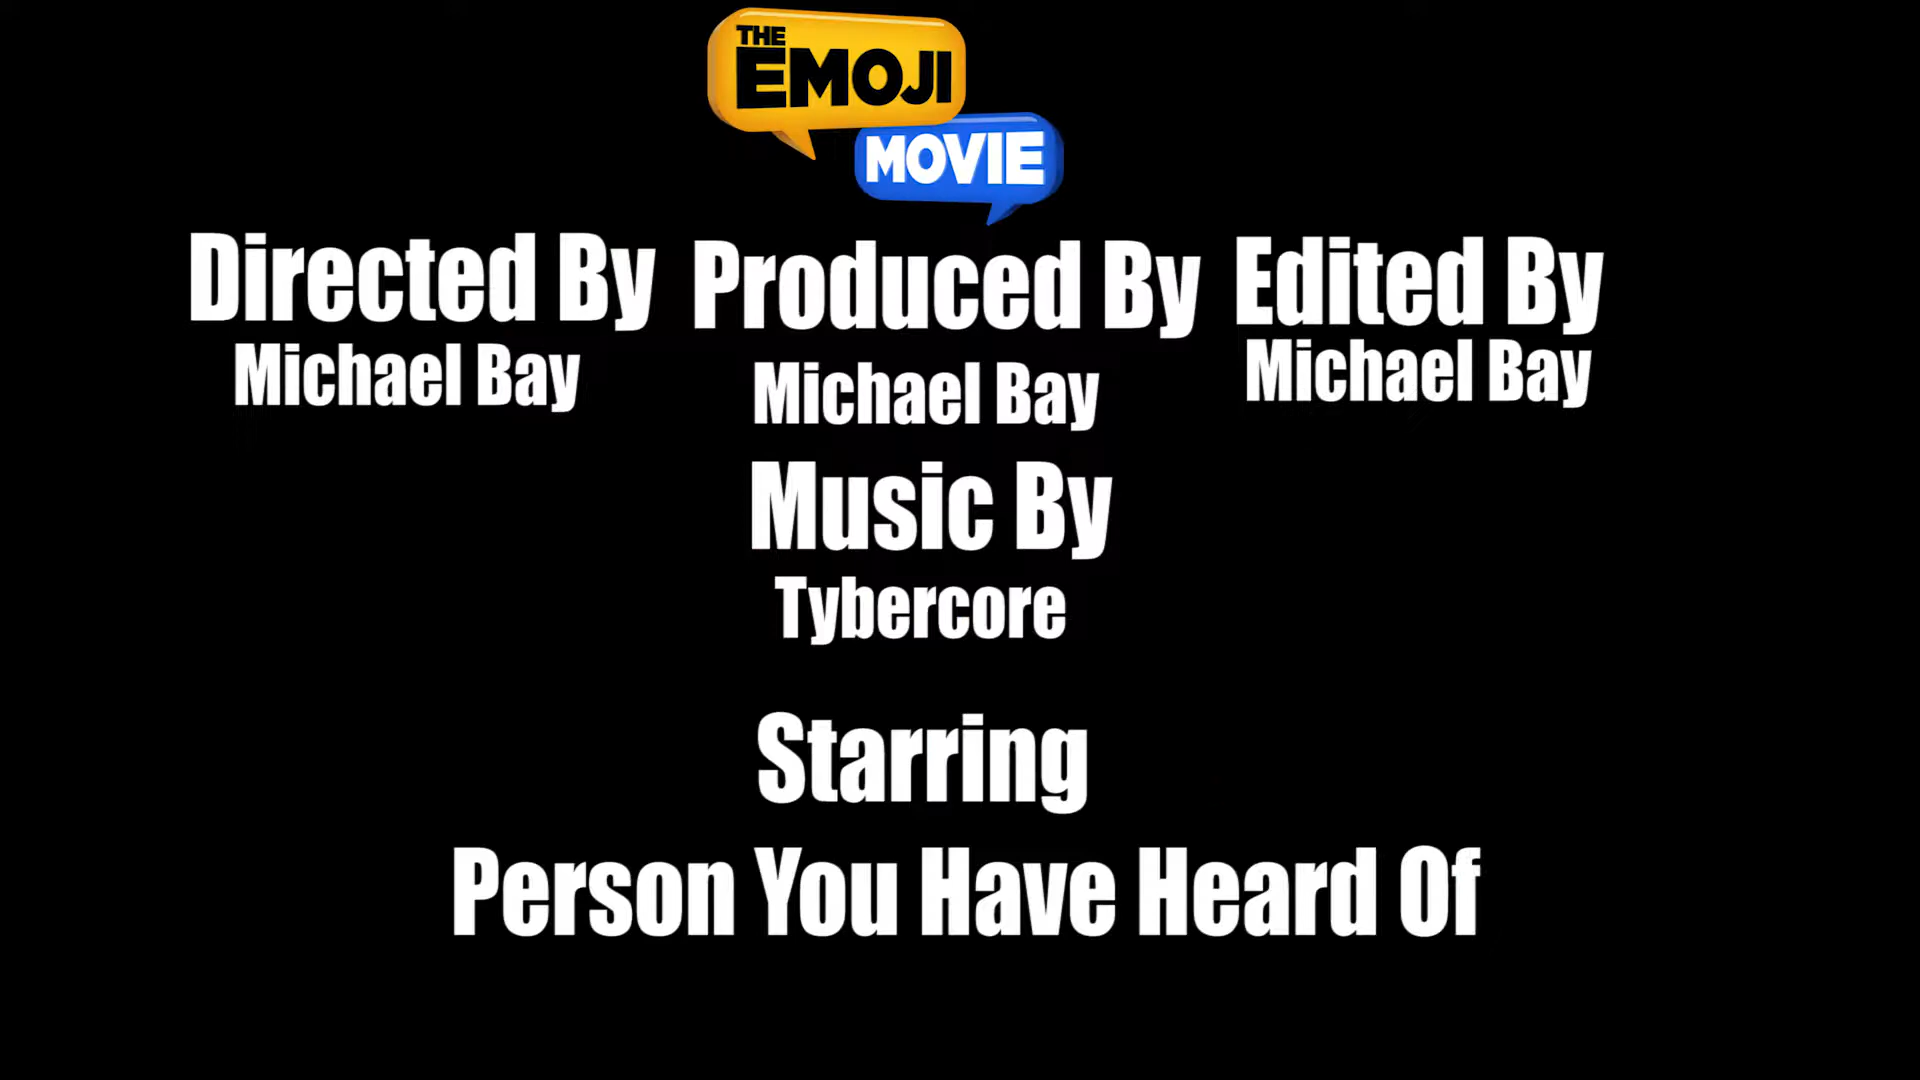 THE
EMOJI
MOVIE
Directed By Produced By Edited By
Michael Bay Michael Bay Michael Bay
Music By
Tybercore
Starring
Person You Have Heard Of